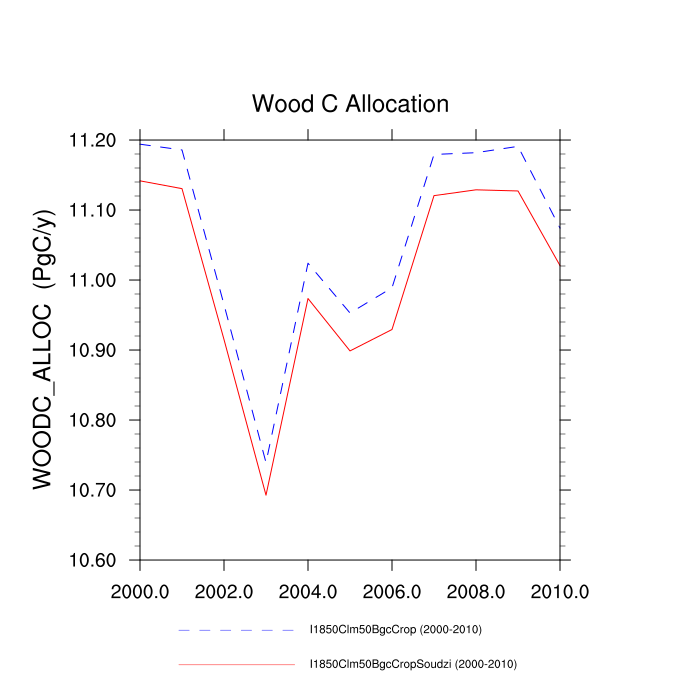 Wood C Allocation
WOODC_ALLOC (PgC/y)
11.20
11.10
11.00
10.90
10.80
10.70
10.60
2000.0 2002.0 2004.0 2006.0 2008.0 2010.0
I1850Clm50BgcCrop (2000-2010)
I1850Clm50BgcCropSoudzi (2000-2010)